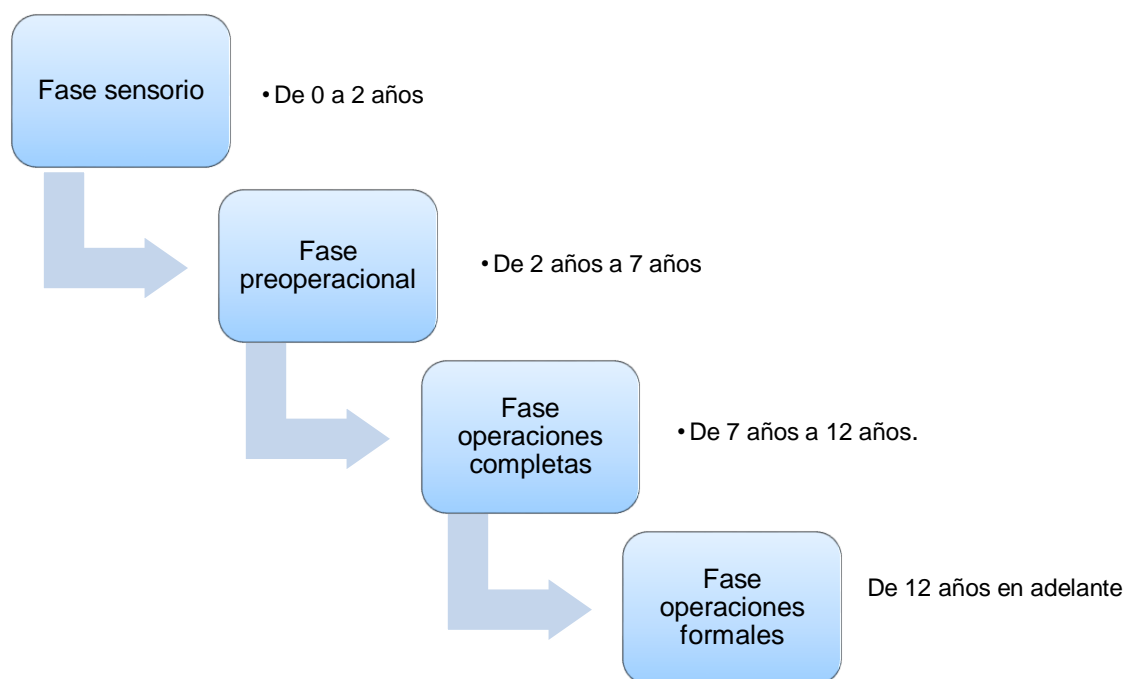 Fase sensorio
• De 0 a 2 años
Fase
preoperacional
• De 2 años a 7 años
Fase
operaciones
completas
• De 7 años a 12 años.
Fase
operaciones
formales
De 12 años en adelante